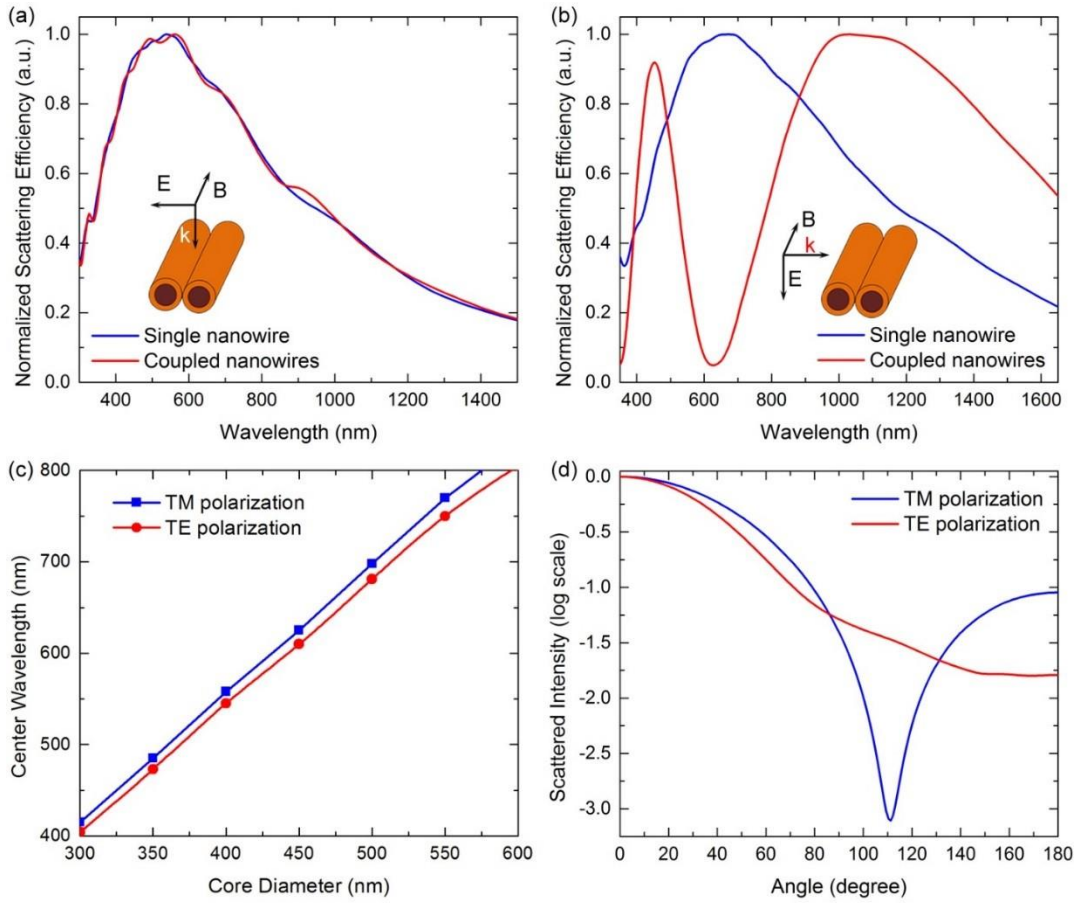 (a)
Normalized Scattering Efficiency (a.u.)
1.0
0.8
0.6
0.4
0.2
0.0
E
B
k
Single nanowire
Coupled nanowires
400 600 800 1000 1200 1400
Wavelength (nm)
(b)
Normalized Scattering Efficiency (a.u.)
1.0
0.8
0.6
0.4
0.2
0.0
B
k
E
Single nanowire
Coupled nanowires
400 600 800 1000 1200 1400 1600
Wavelength (nm)
(c)
Center Wavelength (nm)
800
700
600
500
400
TM polarization
TE polarization
300 350 400 450 500 550 600
Core Diameter (nm)
(d)
Scattered Intensity (log scale)
0.0
-0.5
-1.0
-1.5
-2.0
-2.5
-3.0
TM polarization
TE polarization
0 20 40 60 80 100 120 140 160 180
Angle (degree)